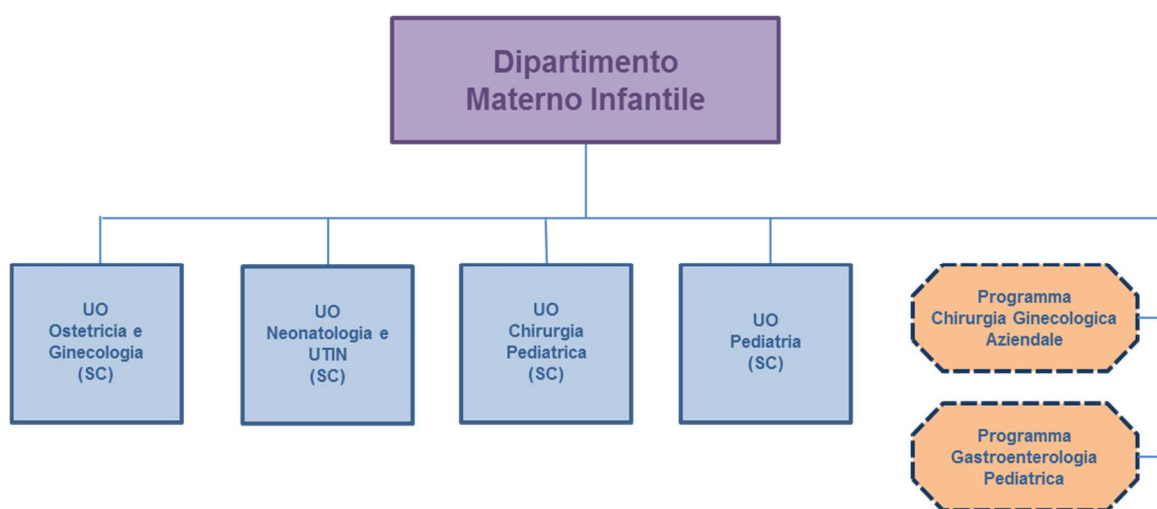 Dipartimento
Materno Infantile
UO
Ostetricia e
Ginecologia
(SC)
UO
Neonatologia e
UTIN
(SC)
UO
Chirurgia
Pediatrica
(SC)
UO
Pediatria
(SC)
Programma
Chirurgia Ginecologica
Aziendale
Programma
Gastroenterologia
Pediatrica